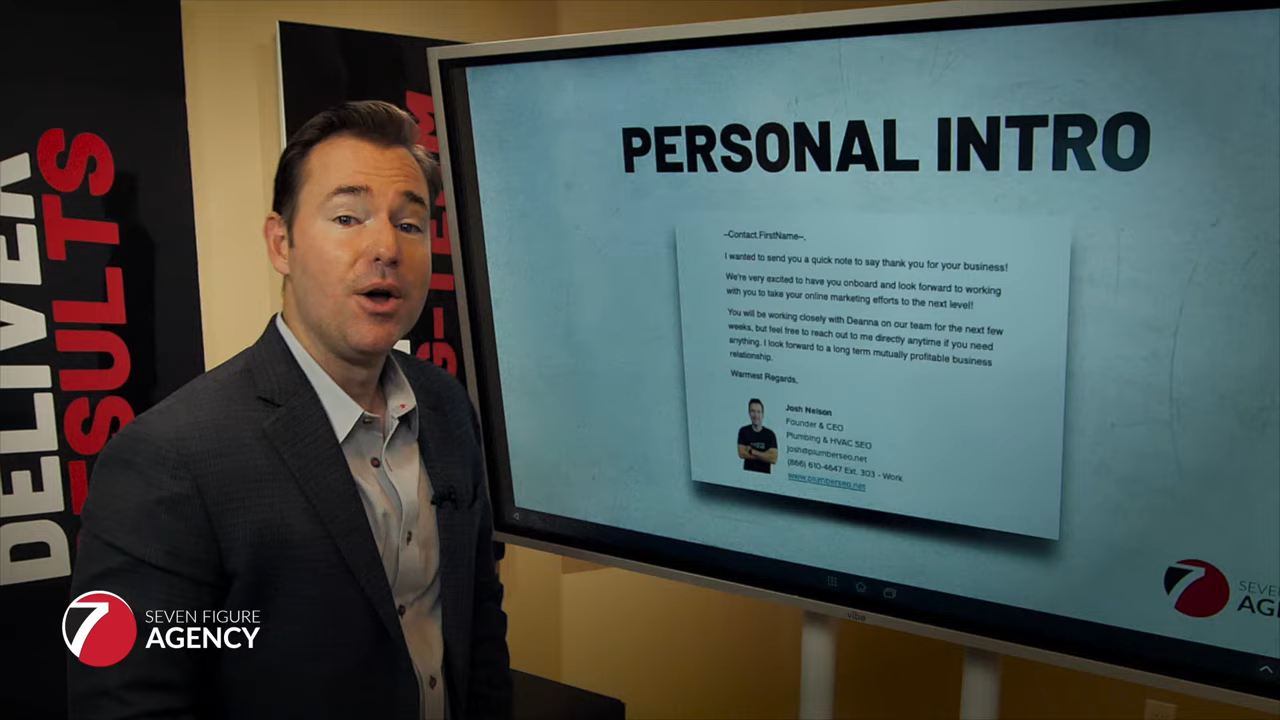 DELIVER
RESULTS
PERSONAL INTRO
~Contact.FirstName~,
I wanted to send you a quick note to say thank you for your business!
We're very excited to have you onboard and look forward to working
with you to take your online marketing efforts to the next level!
You will be working closely with Deanna on our team for the next few
weeks, but feel free to reach out to me directly anytime if you need
anything. I look forward to a long term mutually profitable business
relationship.
Warmest Regards,
Josh Nelson
Founder & CEO
Plumbing & HVAC SEO
josh@plumberseo.net
(866) 610-4647 Ext. 303 - Work
www.plumberseo.net
vibe
7 SEVEN FIGURE
AGENCY
7 SEVE
AG